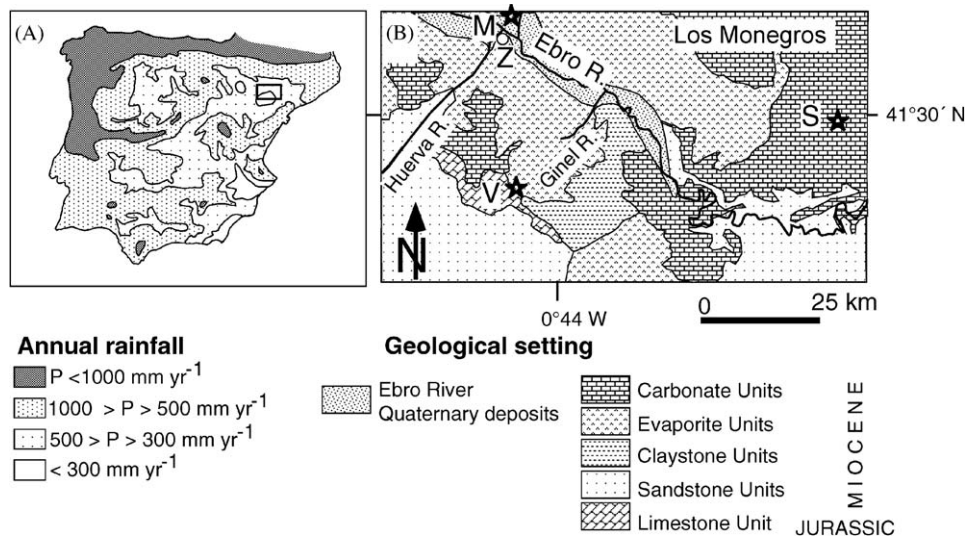 (A)
(B)
M
Z
Ebro R.
Los Monegros
S
41°30´ N
Huerva R.
Ginel R.
V
N
0°44 W
0 25 km
Annual rainfall
P <1000 mm yr-1
1000 > P > 500 mm yr-1
500 > P > 300 mm yr-1
< 300 mm yr-1
Geological setting
Ebro River
Quaternary deposits
Carbonate Units
Evaporite Units
Claystone Units
Sandstone Units
Limestone Unit
MIOCENE
JURASSIC